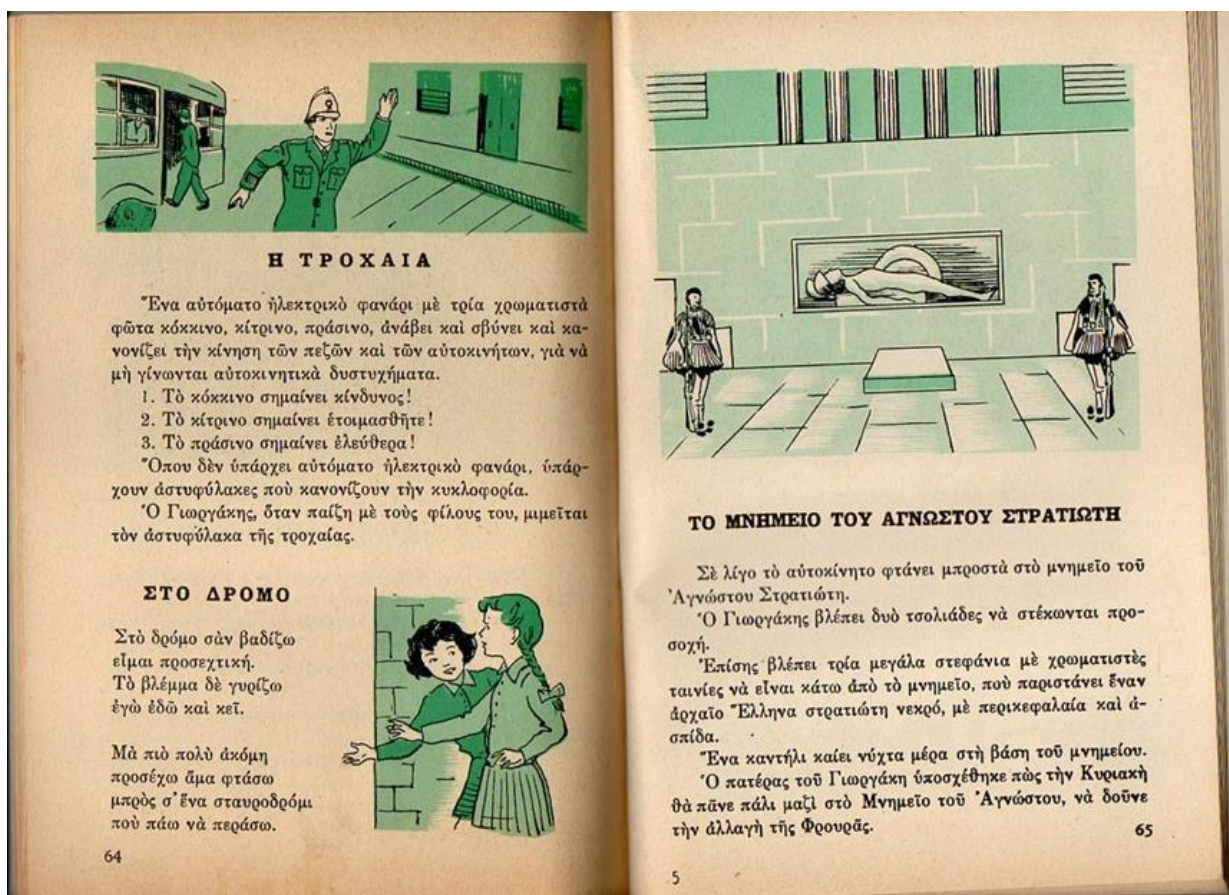 Η ΤΡΟΧΑΙΑ
Ἕνα αὐτόματο ἠλεκτρικὸ φανάρι μὲ τρία χρωματιστὰ
φῶτα κόκκινο, κίτρινο, πράσινο, ἀνάβει καὶ σβύνει καὶ κα-
νονίζει τὴν κίνηση τῶν πεζῶν καὶ τῶν αὐτοκινήτων, γιὰ νὰ
μὴ γίνωνται αὐτοκινητικὰ δυστυχήματα.
1. Τὸ κόκκινο σημαίνει κίνδυνος!
2. Τὸ κίτρινο σημαίνει ἑτοιμασθῆτε!
3. Τὸ πράσινο σημαίνει ἐλεύθερα!
Ὅπου δὲν ὑπάρχει αὐτόματο ἠλεκτρικὸ φανάρι, ὑπάρ-
χουν ἀστυφύλακες ποὺ κανονίζουν τὴν κυκλοφορία.
Ὁ Γιωργάκης, ὅταν παίζη μὲ τοὺς φίλους του, μιμεῖται
τὸν ἀστυφύλακα τῆς τροχαίας.
ΣΤΟ ΔΡΟΜΟ
Στὸ δρόμο σὰν βαδίζω
εἶμαι προσεχτική.
Τὸ βλέμμα δὲ γυρίζω
ἐγὼ ἐδῶ καὶ κεῖ.
Μὰ πιὸ πολὺ ἀκόμη
προσέχω ἅμα φτάσω
μπρὸς σ' ἕνα σταυροδρόμι
ποὺ πάω νὰ περάσω.
64
ΤΟ ΜΝΗΜΕΙΟ ΤΟΥ ΑΓΝΩΣΤΟΥ ΣΤΡΑΤΙΩΤΗ
Σὲ λίγο τὸ αὐτοκίνητο φτάνει μπροστὰ στὸ μνημεῖο τοῦ
Ἀγνώστου Στρατιώτη.
Ὁ Γιωργάκης βλέπει δυὸ τσολιάδες νὰ στέκωνται προ-
σοχή.
Ἐπίσης βλέπει τρία μεγάλα στεφάνια μὲ χρωματιστὲς
ταινίες νὰ εἶναι κάτω ἀπὸ τὸ μνημεῖο, ποὺ παριστάνει ἕναν
ἀρχαῖο Ἕλληνα στρατιώτη νεκρό, μὲ περικεφαλαία καὶ ἀ-
σπίδα.
Ἕνα καντήλι καίει νύχτα μέρα στὴ βάση τοῦ μνημείου.
Ὁ πατέρας τοῦ Γιωργάκη ὑποσχέθηκε πὼς τὴν Κυριακὴ
θὰ πᾶνε πάλι μαζὶ στὸ Μνημεῖο τοῦ Ἀγνώστου, νὰ δοῦνε
τὴν ἀλλαγὴ τῆς Φρουρᾶς.
65
5